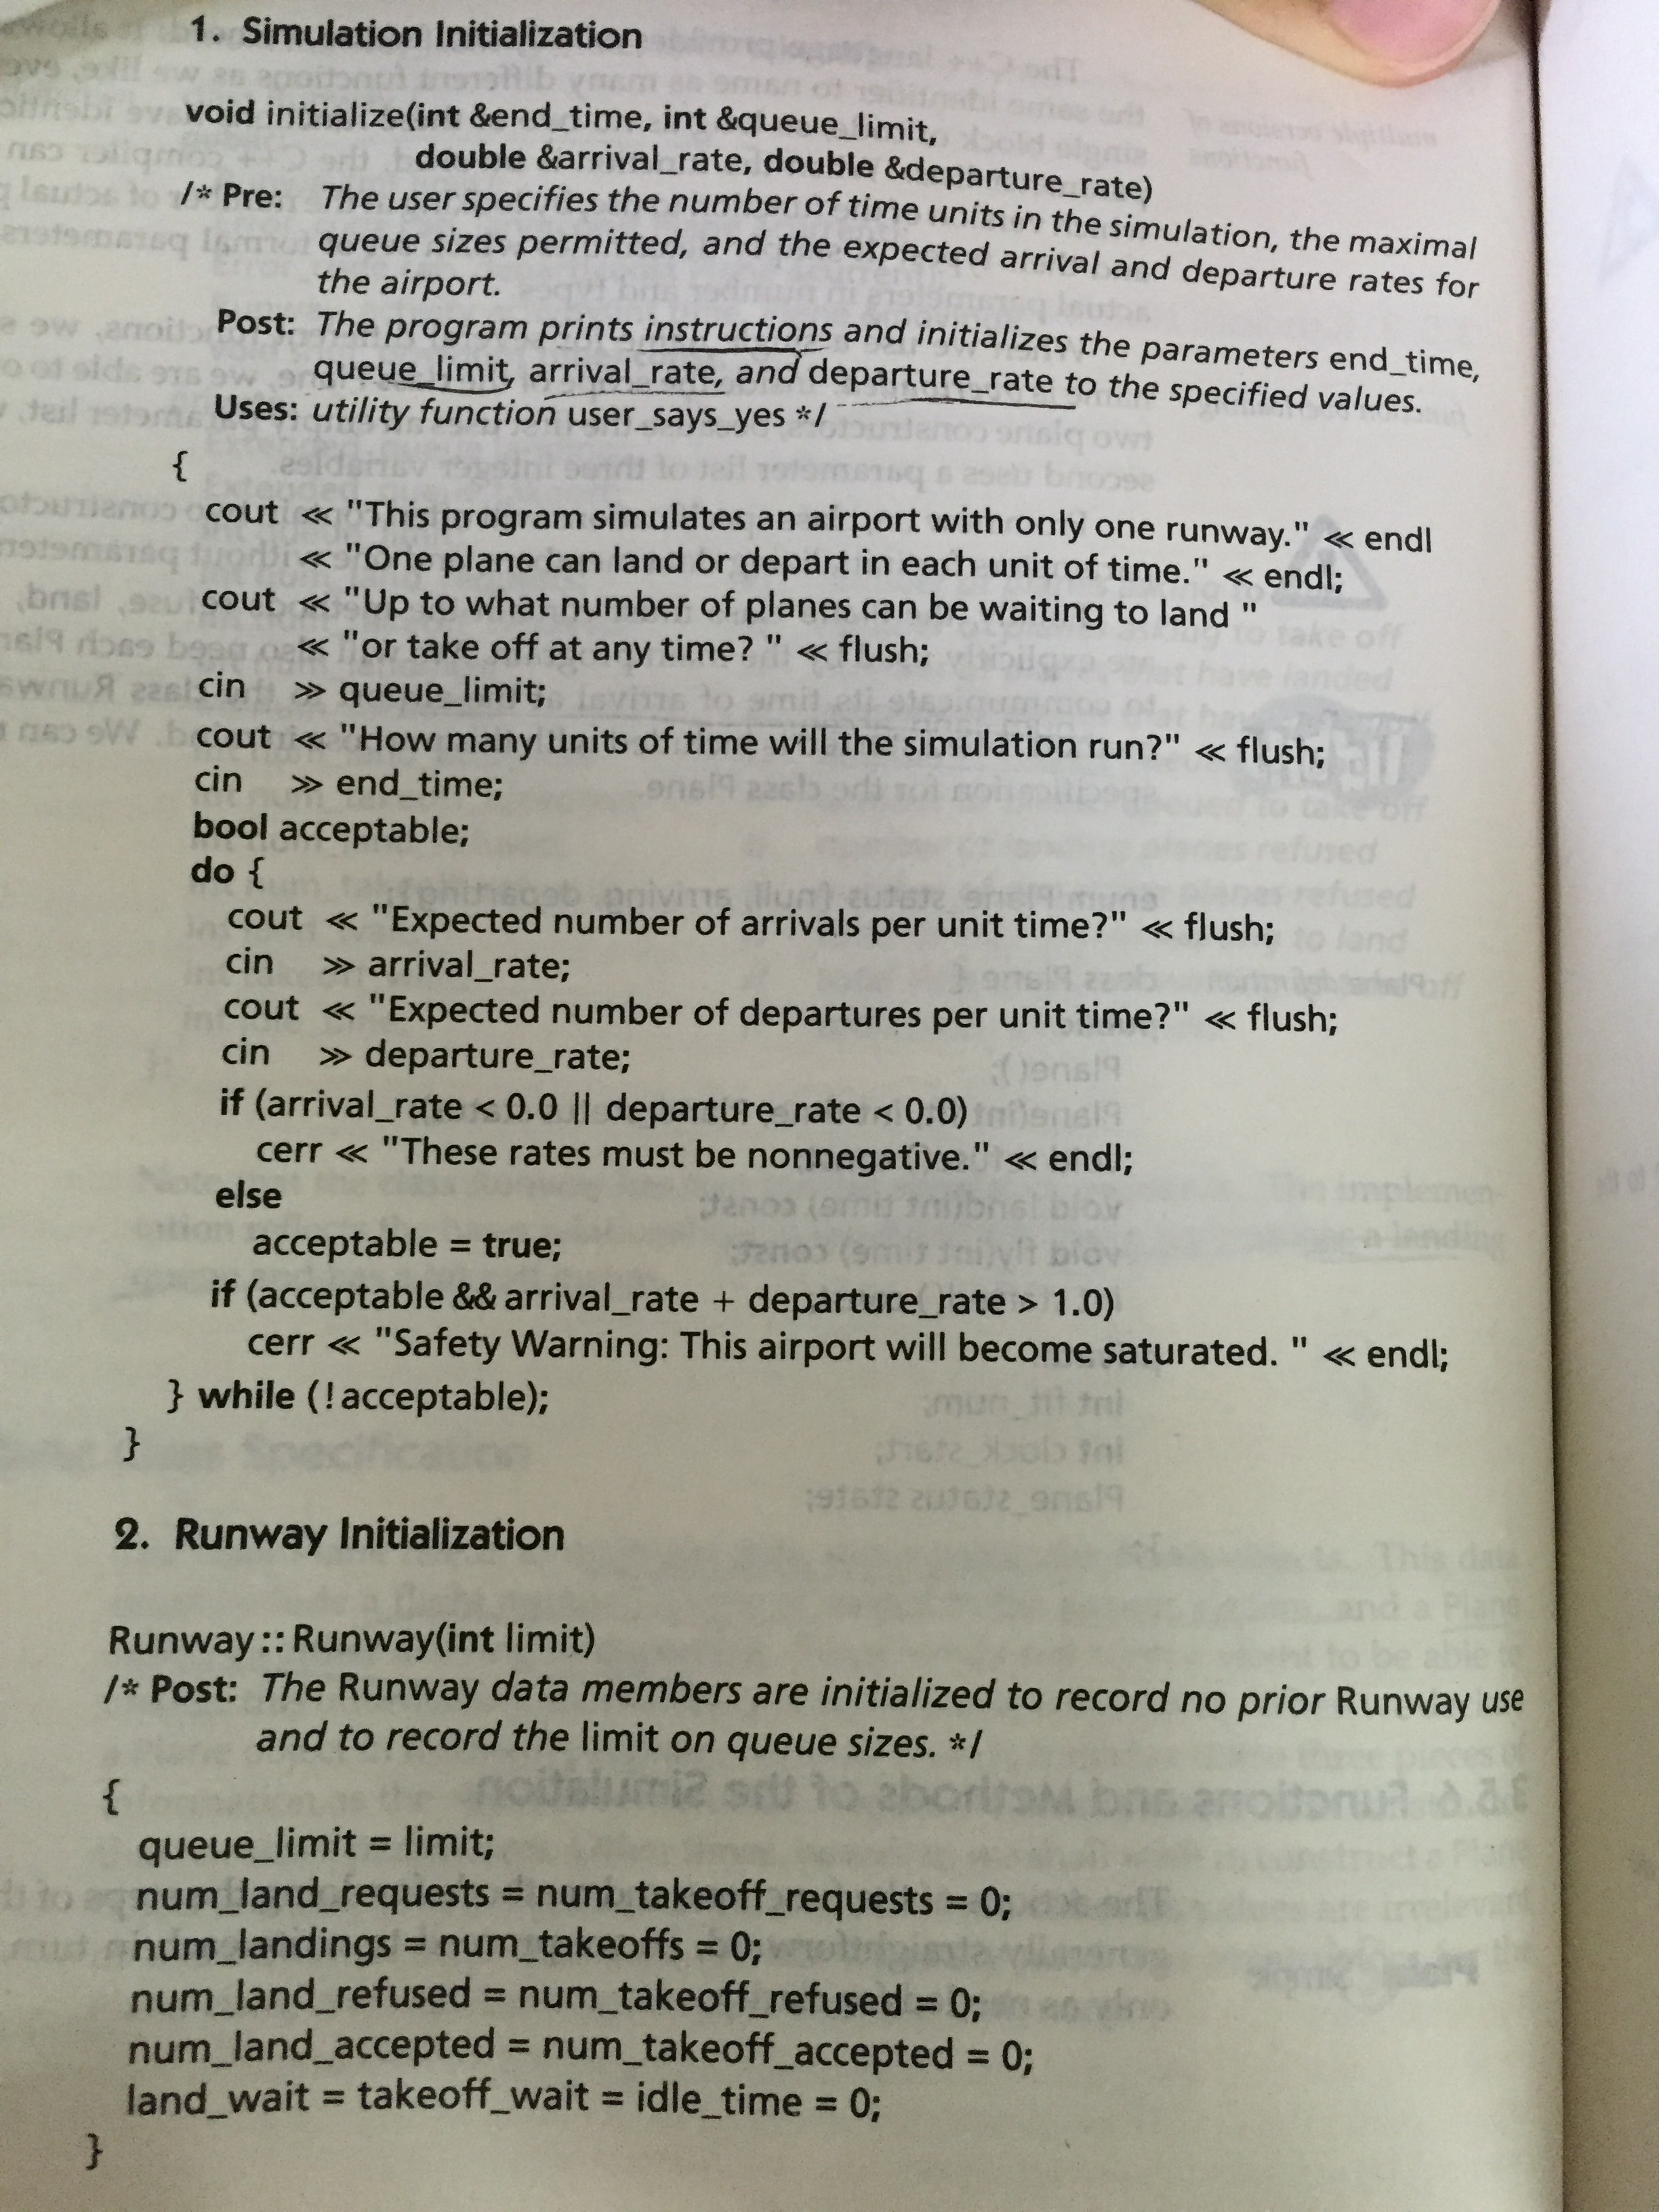 1. Simulation Initialization
void initialize(int &end_time, int &queue_limit,
double &arrival_rate, double &departure_rate)
/* Pre: The user specifies the number of time units in the simulation, the maximal
queue sizes permitted, and the expected arrival and departure rates for
the airport.
Post: The program prints instructions and initializes the parameters end_time,
queue_limit, arrival_rate, and departure_rate to the specified values.
Uses: utility function user_says_yes */
{
cout << "This program simulates an airport with only one runway." << endl
<< "One plane can land or depart in each unit of time." << endl;
cout << "Up to what number of planes can be waiting to land "
<< "or take off at any time? " << flush;
cin >> queue_limit;
cout << "How many units of time will the simulation run?" << flush;
cin >> end_time;
bool acceptable;
do {
cout << "Expected number of arrivals per unit time?" << flush;
cin >> arrival_rate;
cout << "Expected number of departures per unit time?" << flush;
cin >> departure_rate;
if (arrival_rate < 0.0 || departure_rate < 0.0)
cerr << "These rates must be nonnegative." << endl;
else
acceptable = true;
if (acceptable && arrival_rate + departure_rate > 1.0)
cerr << "Safety Warning: This airport will become saturated. " << endl;
} while (!acceptable);
}
2. Runway Initialization
Runway::Runway(int limit)
/* Post: The Runway data members are initialized to record no prior Runway use
and to record the limit on queue sizes. */
{
queue_limit = limit;
num_land_requests = num_takeoff_requests = 0;
num_landings = num_takeoffs = 0;
num_land_refused = num_takeoff_refused = 0;
num_land_accepted = num_takeoff_accepted = 0;
land_wait = takeoff_wait = idle_time = 0;
}